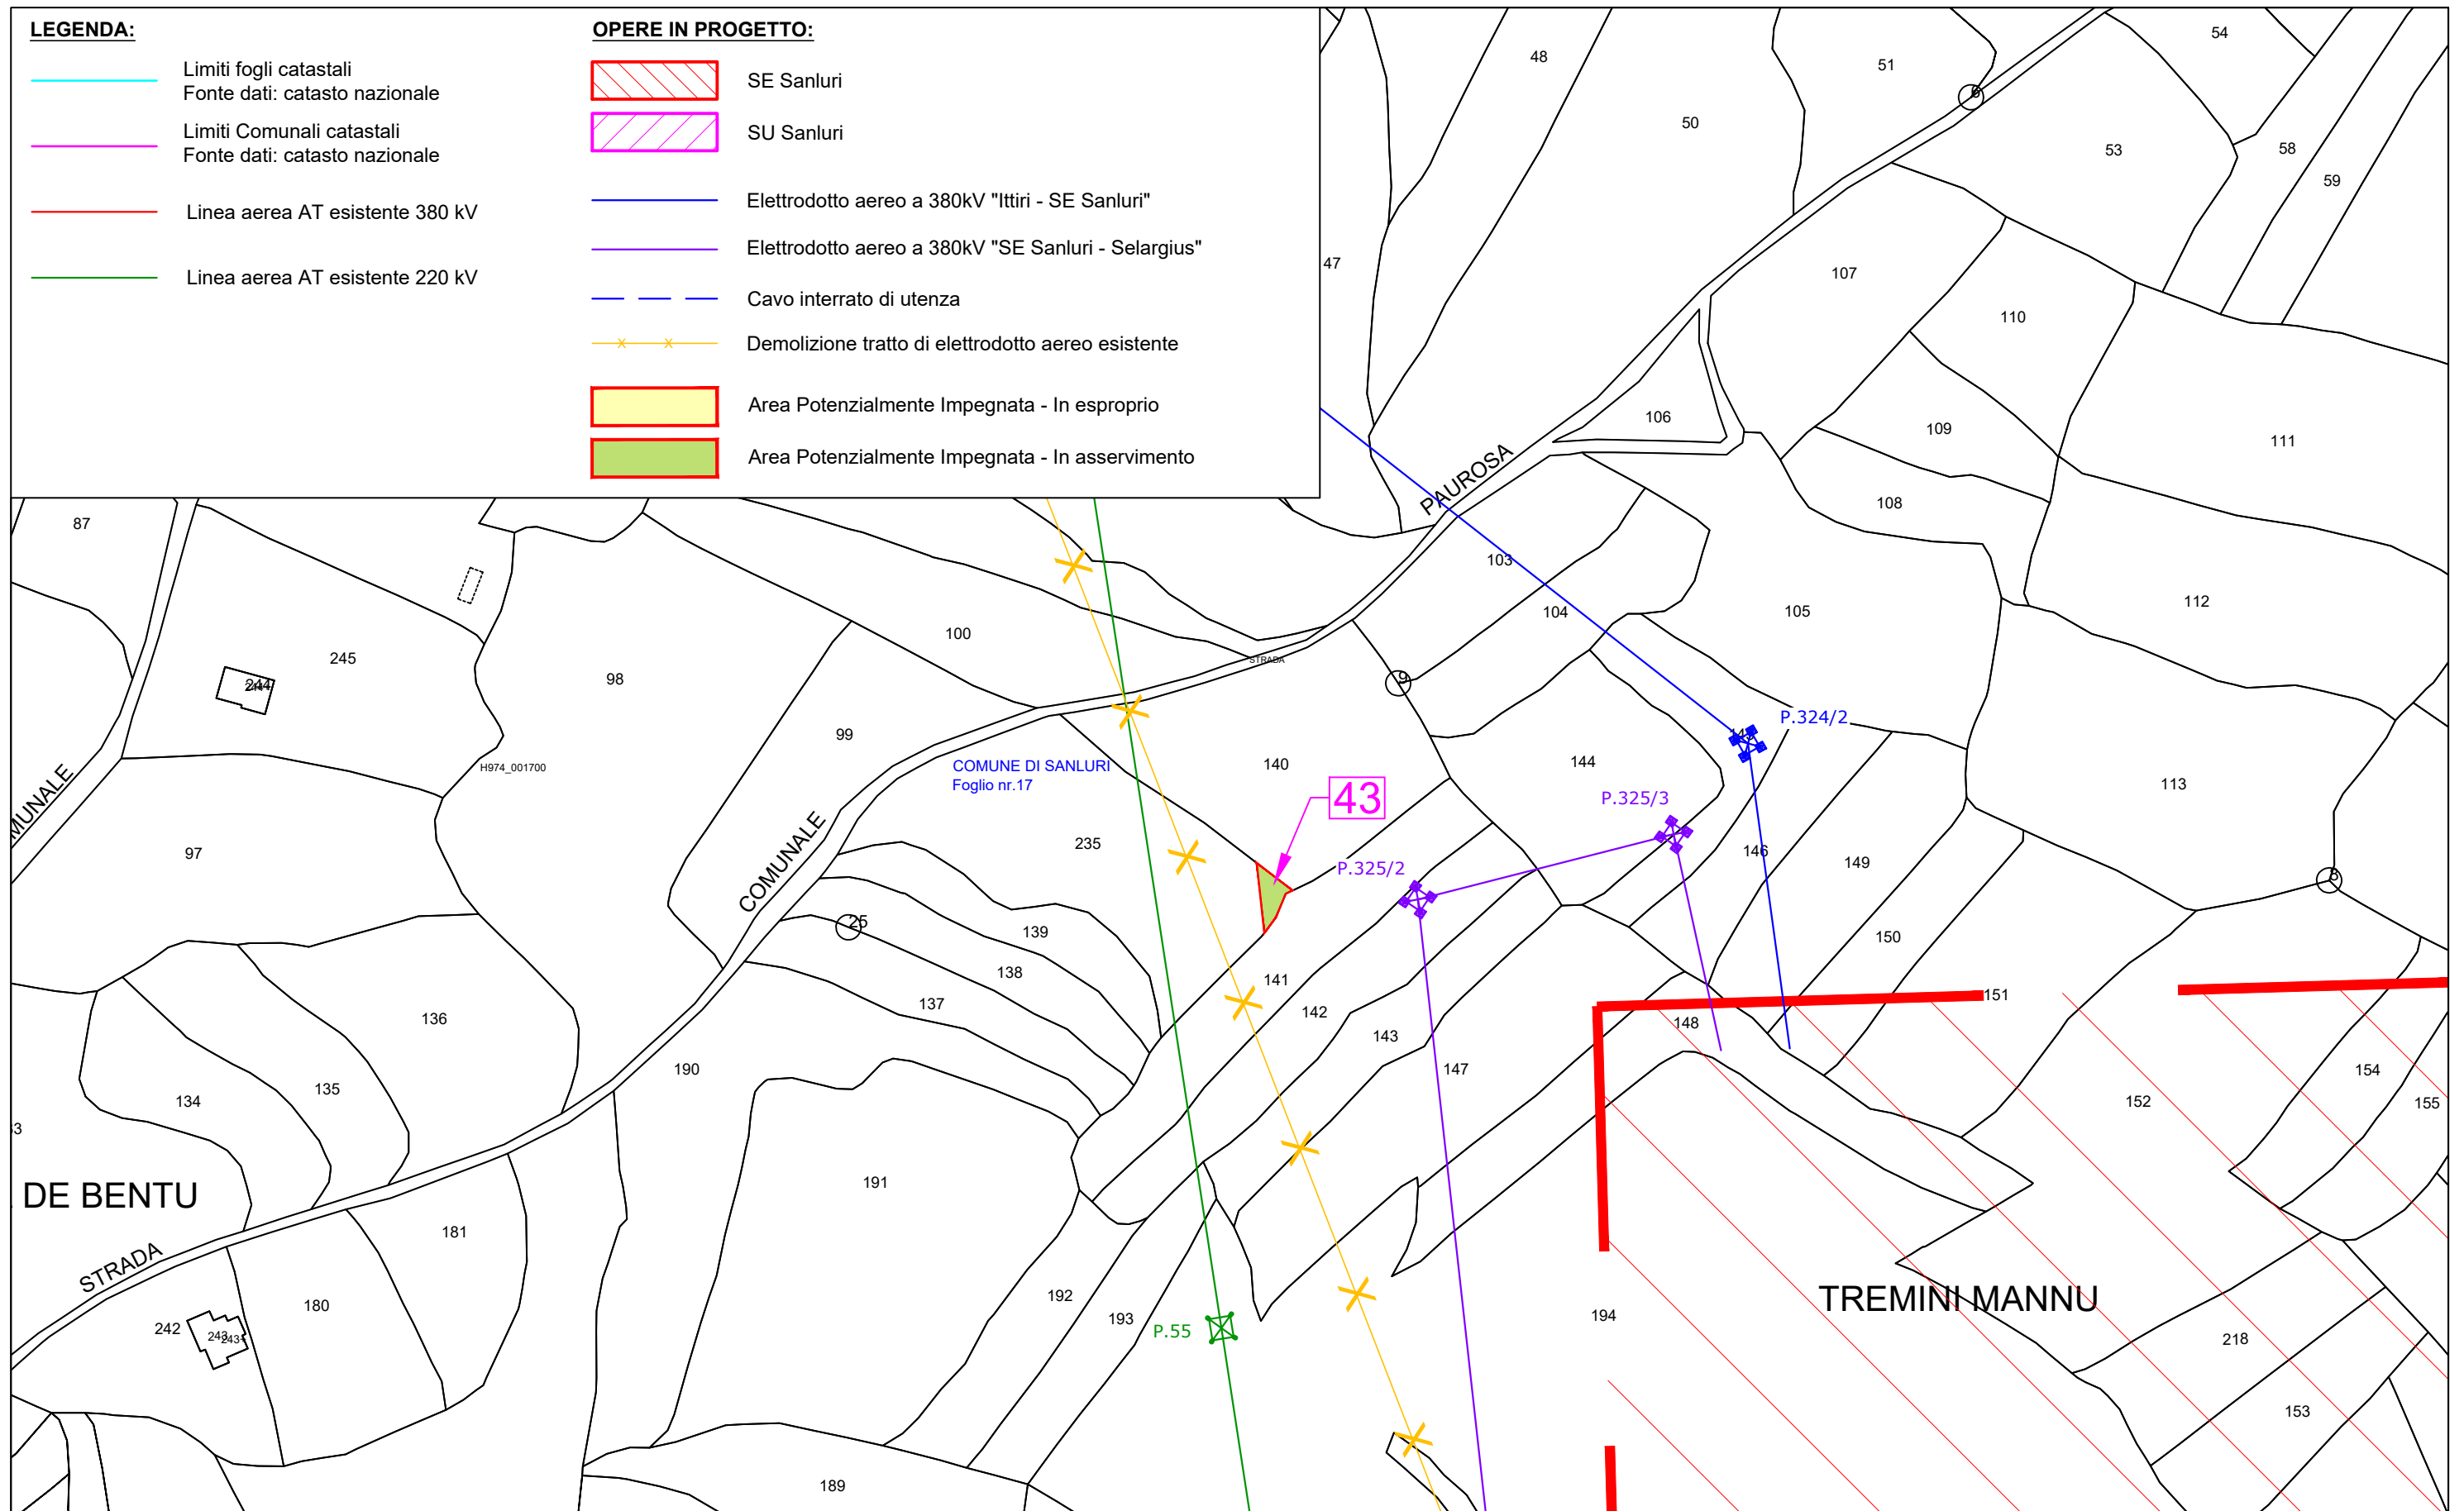 LEGENDA:
Limiti fogli catastali
Fonte dati: catasto nazionale
Limiti Comunali catastali
Fonte dati: catasto nazionale
Linea aerea AT esistente 380 kV
Linea aerea AT esistente 220 kV
OPERE IN PROGETTO:
SE Sanluri
SU Sanluri
Elettrodotto aereo a 380kV "Ittiri - SE Sanluri"
Elettrodotto aereo a 380kV "SE Sanluri - Selargius"
Cavo interrato di utenza
Demolizione tratto di elettrodotto aereo esistente
Area Potenzialmente Impegnata - In esproprio
Area Potenzialmente Impegnata - In asservimento
54
48
51
6
50
53
58
59
47
107
110
106
109
111
PAUROSA
108
87
103
104
105
112
100
STRADA
245
244
98
9
P.324/2
99
140
144
COMUNE DI SANLURI
Foglio nr.17
H974_001700
43
P.325/3
113
MUNALE
97
COMUNALE
235
P.325/2
146
149
8
25
139
150
138
141
151
137
142
136
148
143
190
147
154
135
134
152
155
33
191
DE BENTU
181
STRADA
180
192
193
194
TREMINI MANNU
242
243
243
P.55
218
153
189